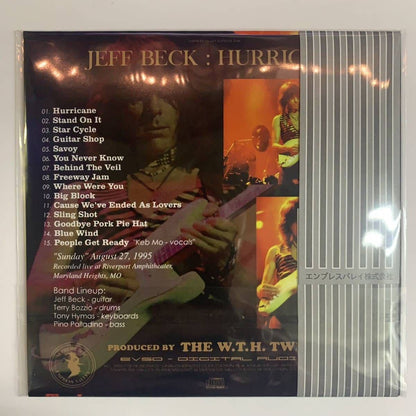 JEFF BECK : HURRIC
01. Hurricane
02. Stand On It
03. Star Cycle
04. Guitar Shop
05. Savoy
06. You Never Know
07. Behind The Veil
08. Freeway Jam
09. Where Were You
10. Big Block
11. Cause We've Ended As Lovers
12. Sling Shot
13. Goodbye Pork Pie Hat
14. Blue Wind
15. People Get Ready "Keb Mo - vocals"
"Sunday" August 27, 1995
Recorded live at Riverport Amphitheater,
Maryland Heights, MO
エンプレスバレイ株式会社
Band Lineup:
Jeff Beck - guitar
Terry Bozzio - drums
Tony Hymas - keyboards
Pino Palladino - bass
PRODUCED BY THE W.T.H. TW
EVSD - DIGITAL AUDI